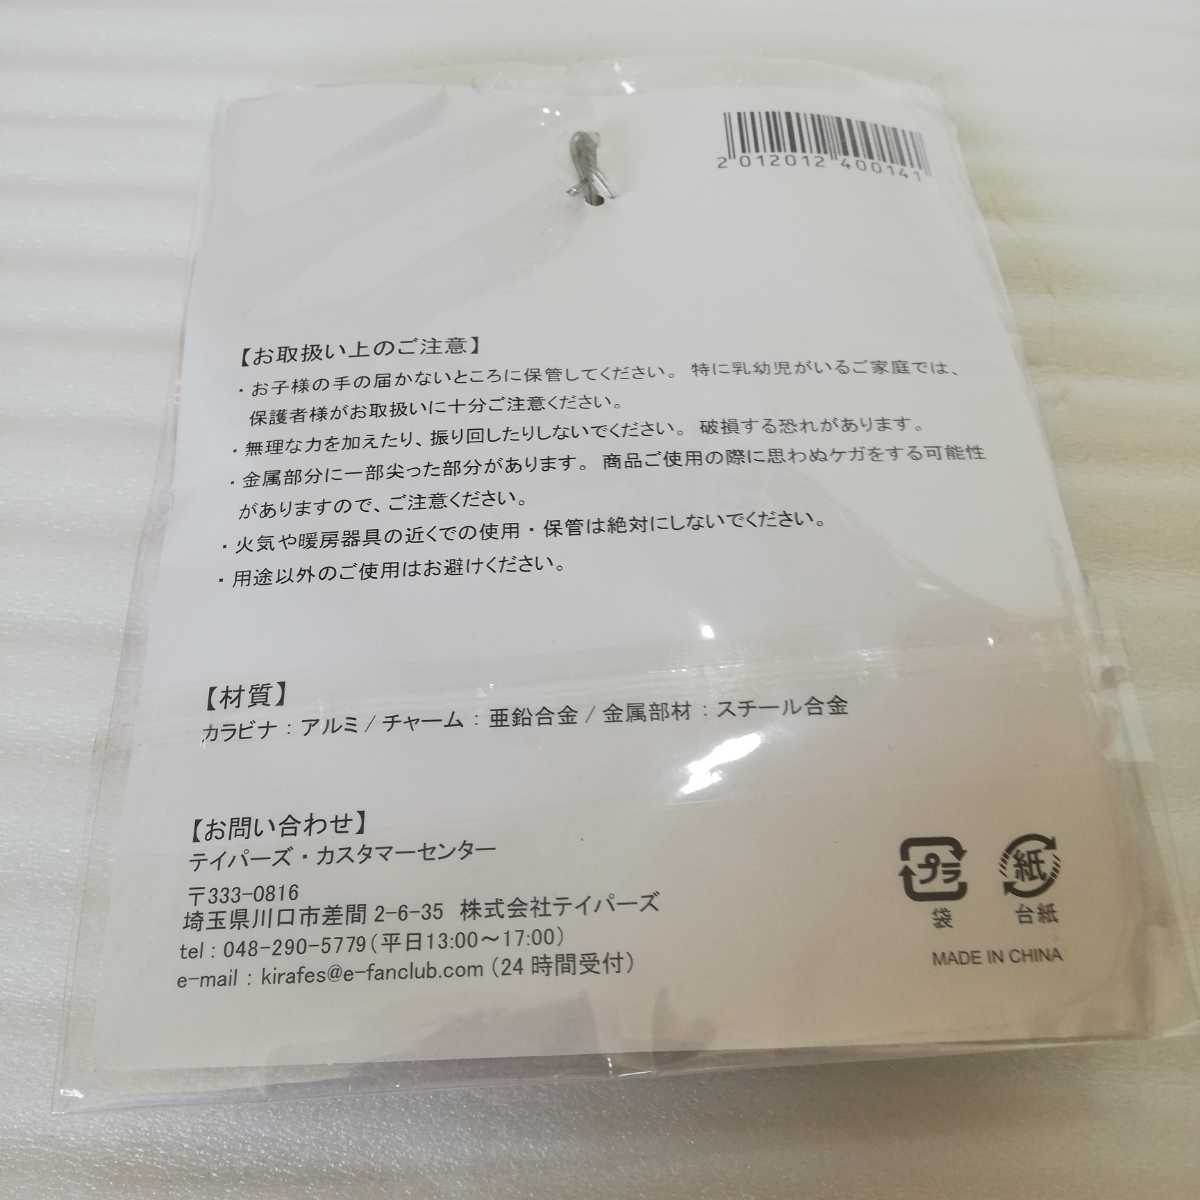 2 012012 400141
【お取扱い上のご注意】
・お子様の手の届かないところに保管してください。 特に乳幼児がいるご家庭では、
保護者様がお取扱いに十分ご注意ください。
・無理な力を加えたり、振り回したりしないでください。 破損する恐れがあります。
・金属部分に一部尖った部分があります。 商品ご使用の際に思わぬケガをする可能性
がありますので、ご注意ください。
・火気や暖房器具の近くでの使用・保管は絶対にしないでください。
・用途以外のご使用はお避けください。
【材質】
カラビナ : アルミ / チャーム : 亜鉛合金 / 金属部材 : スチール合金
【お問い合わせ】
テイパーズ・カスタマーセンター
〒333-0816
埼玉県川口市差間 2-6-35 株式会社テイパーズ
tel : 048-290-5779（平日13:00～17:00）
e-mail : kirafes@e-fanclub.com（24 時間受付）
プラ 紙
袋 台紙
MADE IN CHINA